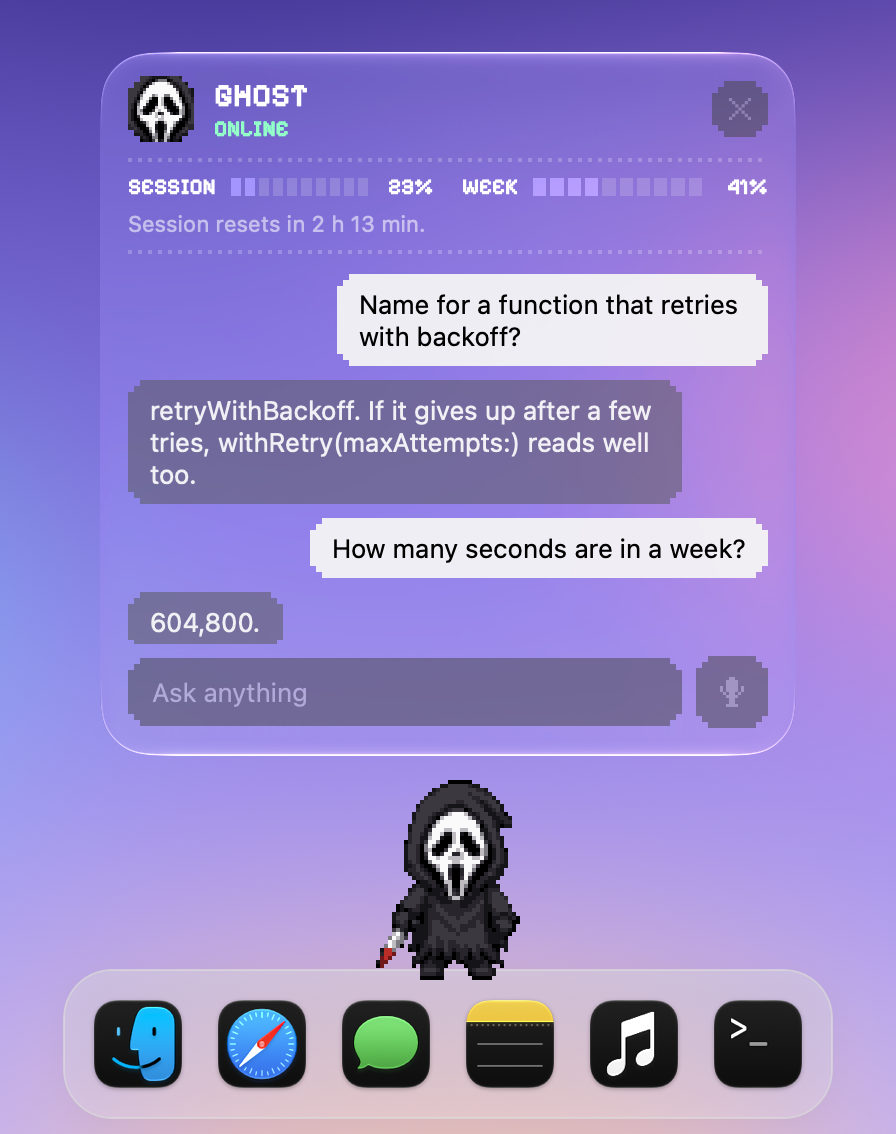 GHOST
ONLINE
SESSION 23% WEEK 41%
Session resets in 2 h 13 min.
Name for a function that retries
with backoff?
retryWithBackoff. If it gives up after a few
tries, withRetry(maxAttempts:) reads well
too.
How many seconds are in a week?
604,800.
Ask anything
>_